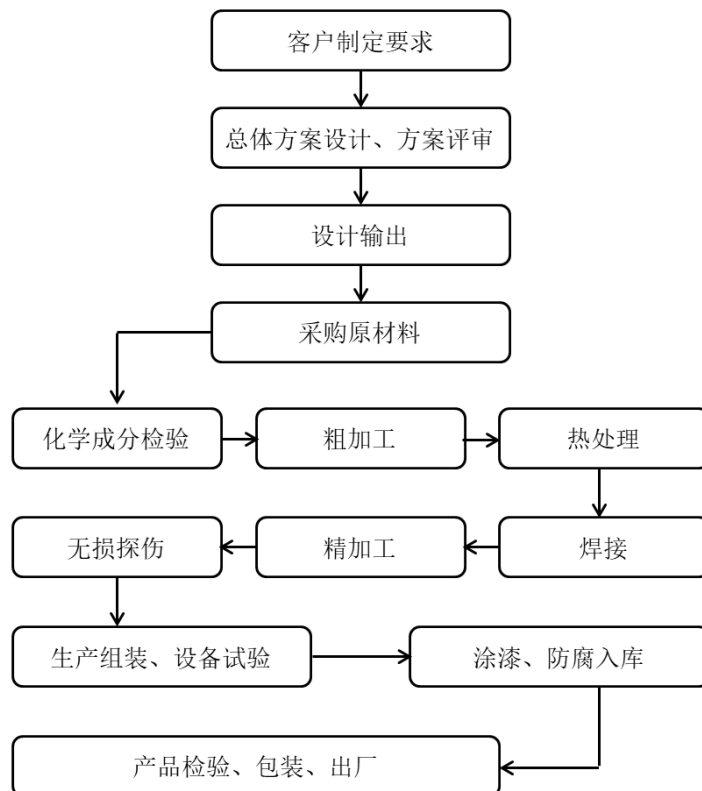 客户制定要求
总体方案设计、方案评审
设计输出
采购原材料
化学成分检验
粗加工
热处理
无损探伤
精加工
焊接
生产组装、设备试验
涂漆、防腐入库
产品检验、包装、出厂